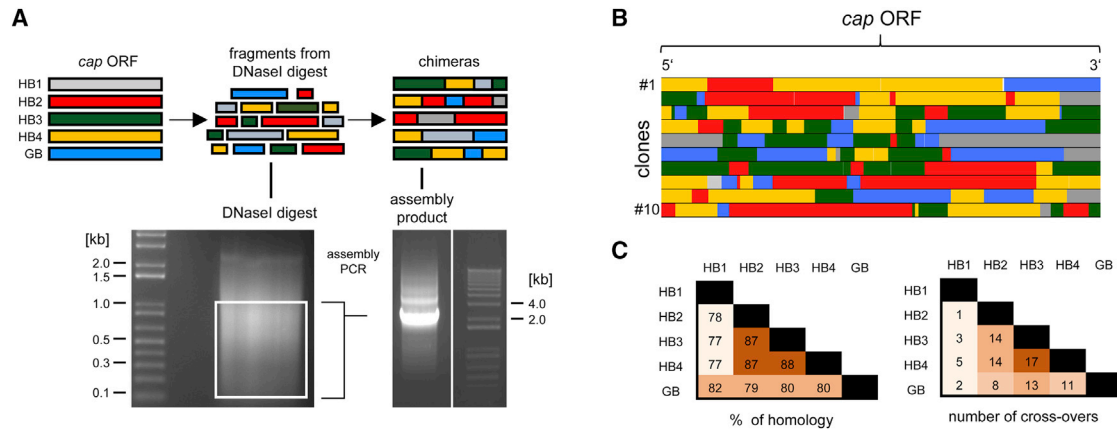 A
cap ORF
fragments from
DNaseI digest
chimeras
HB1
HB2
HB3
HB4
GB
DNaseI digest
assembly
product
[kb]
2.0
1.5
1.0
0.5
0.3
0.1
assembly
PCR
[kb]
4.0
2.0
B
cap ORF
5' 3'
#1
clones
#10
C
HB1 HB2 HB3 HB4 GB
HB1
HB2 78
HB3 77 87
HB4 77 87 88
GB 82 79 80 80
% of homology
HB1 HB2 HB3 HB4 GB
HB1
HB2 1
HB3 3 14
HB4 5 14 17
GB 2 8 13 11
number of cross-overs